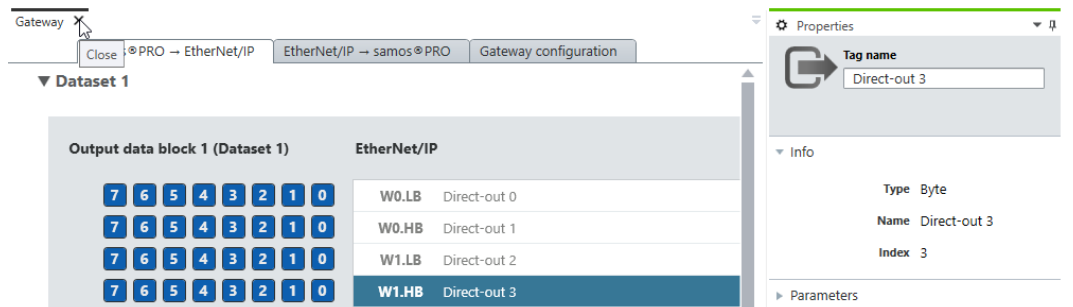 Gateway
Close
s®PRO → EtherNet/IP
EtherNet/IP → samos®PRO
Gateway configuration
Dataset 1
Output data block 1 (Dataset 1)
EtherNet/IP
7 6 5 4 3 2 1 0
W0.LB Direct-out 0
7 6 5 4 3 2 1 0
W0.HB Direct-out 1
7 6 5 4 3 2 1 0
W1.LB Direct-out 2
7 6 5 4 3 2 1 0
W1.HB Direct-out 3
Properties
Tag name
Direct-out 3
Info
Type Byte
Name Direct-out 3
Index 3
Parameters